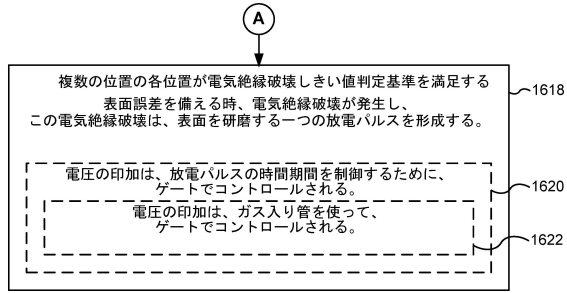 A
複数の位置の各位置が電気絶縁破壊しきい値判定基準を満足する
表面誤差を備える時、電気絶縁破壊が発生し、
この電気絶縁破壊は、表面を研磨する一つの放電パルスを形成する。
1618
電圧の印加は、放電パルスの時間期間を制御するために、
ゲートでコントロールされる。
1620
電圧の印加は、ガス入り管を使って、
ゲートでコントロールされる。
1622